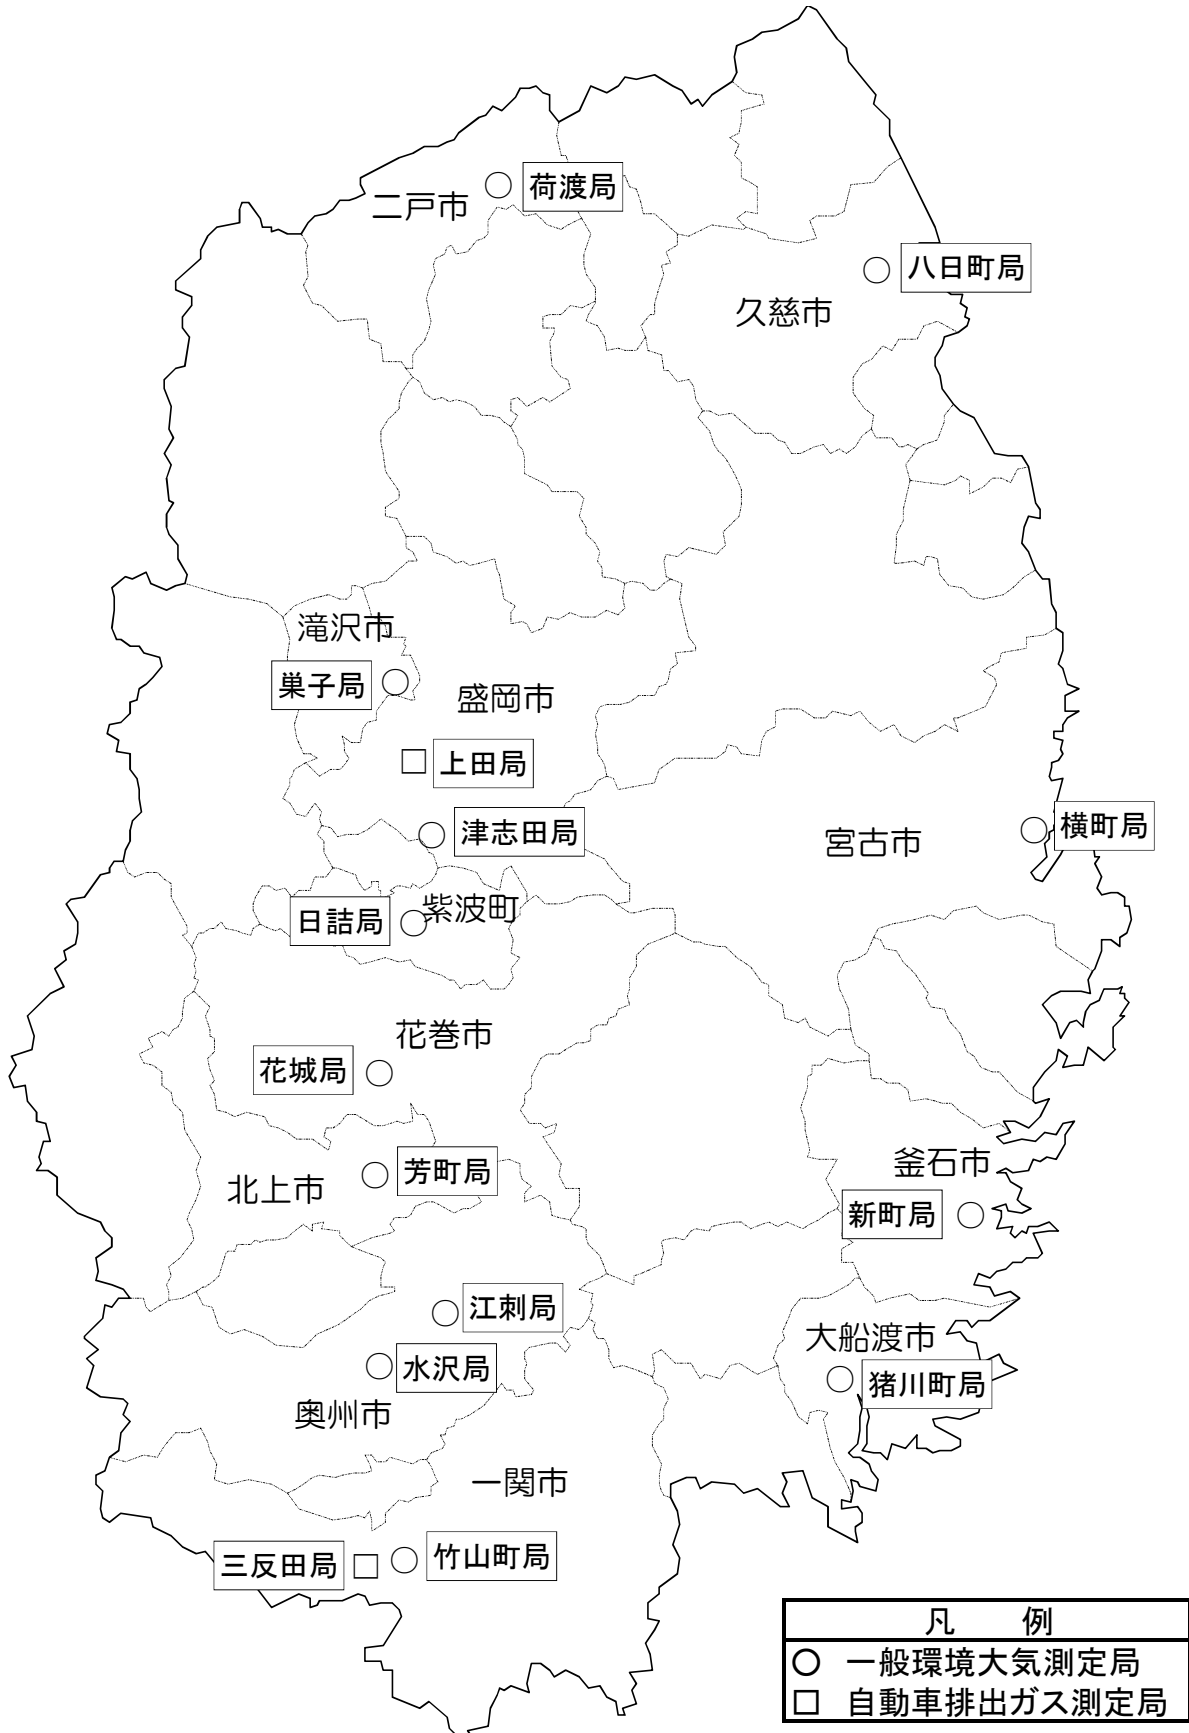 荷渡局
二戸市
八日町局
久慈市
滝沢市
巣子局
盛岡市
上田局
津志田局
宮古市
横町局
紫波町
日詰局
花巻市
花城局
釜石市
芳町局
北上市
新町局
江刺局
大船渡市
水沢局
猪川町局
奥州市
一関市
竹山町局
三反田局
凡 例
○ 一般環境大気測定局
□ 自動車排出ガス測定局